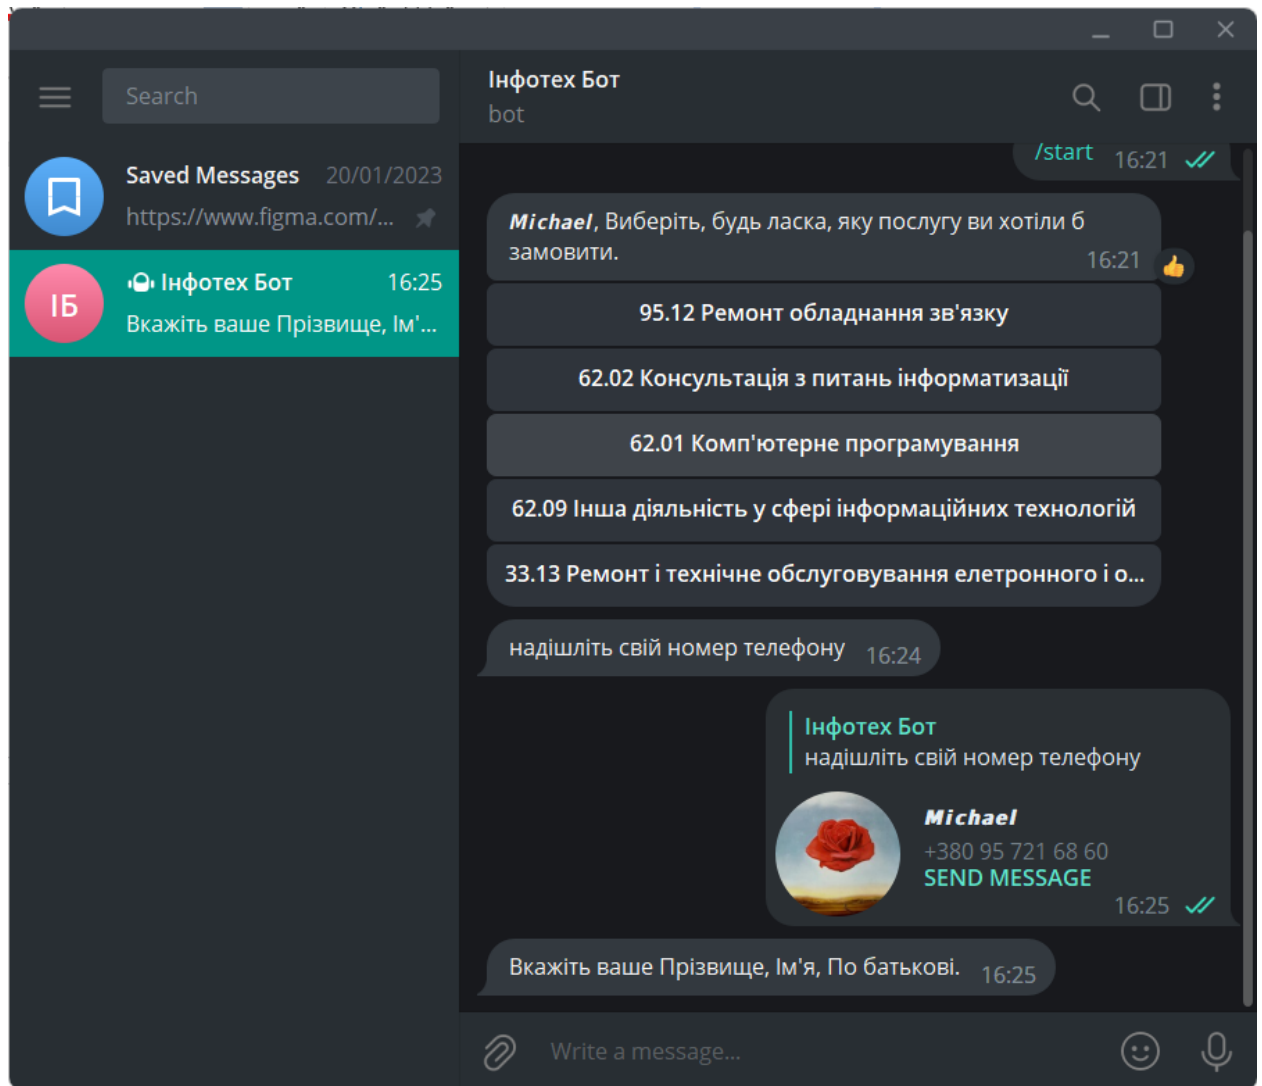 Search
Saved Messages 20/01/2023
https://www.figma.com/...
Інфотех Бот 16:25
ІБ
Вкажіть ваше Прізвище, Ім'...
Інфотех Бот
bot
/start 16:21
Michael, Виберіть, будь ласка, яку послугу ви хотіли б
замовити.
16:21
95.12 Ремонт обладнання зв'язку
62.02 Консультація з питань інформатизації
62.01 Комп'ютерне програмування
62.09 Інша діяльність у сфері інформаційних технологій
33.13 Ремонт і технічне обслуговування елетронного і о...
надішліть свій номер телефону 16:24
Інфотех Бот
надішліть свій номер телефону
Michael
+380 95 721 68 60
SEND MESSAGE
16:25
Вкажіть ваше Прізвище, Ім'я, По батькові. 16:25
Write a message...